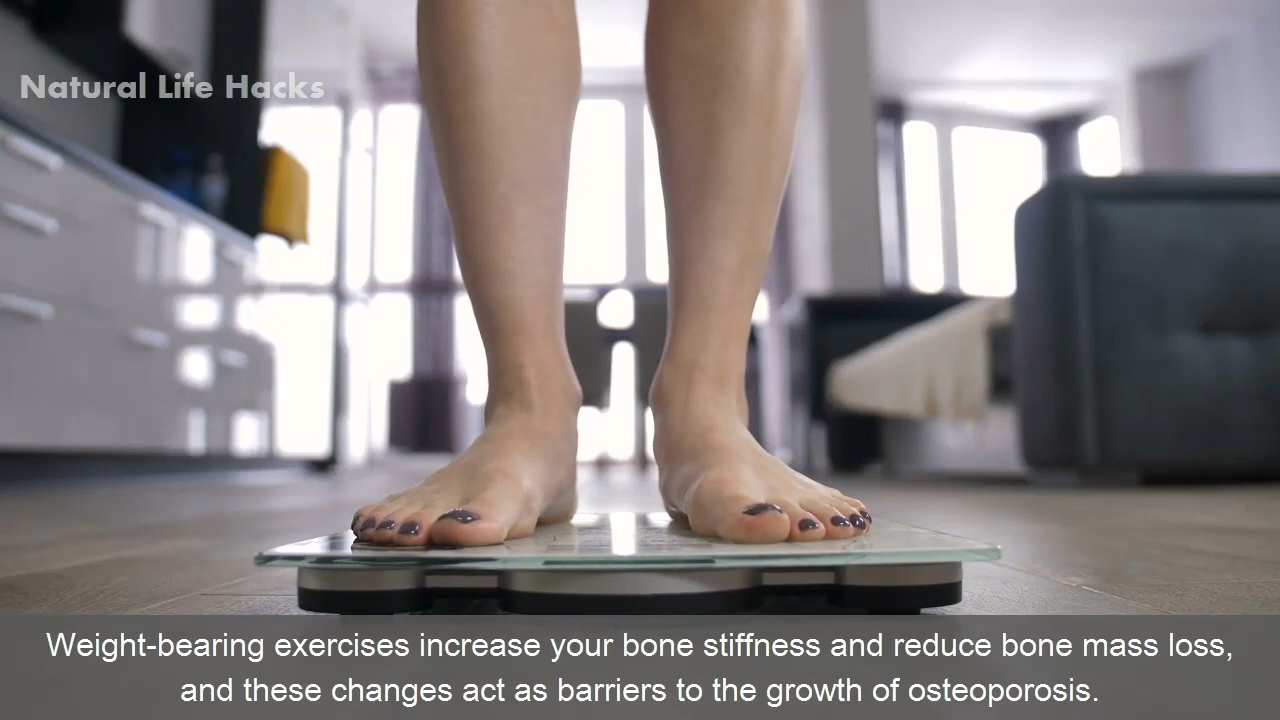 Natural Life Hacks
Weight-bearing exercises increase your bone stiffness and reduce bone mass loss,
and these changes act as barriers to the growth of osteoporosis.